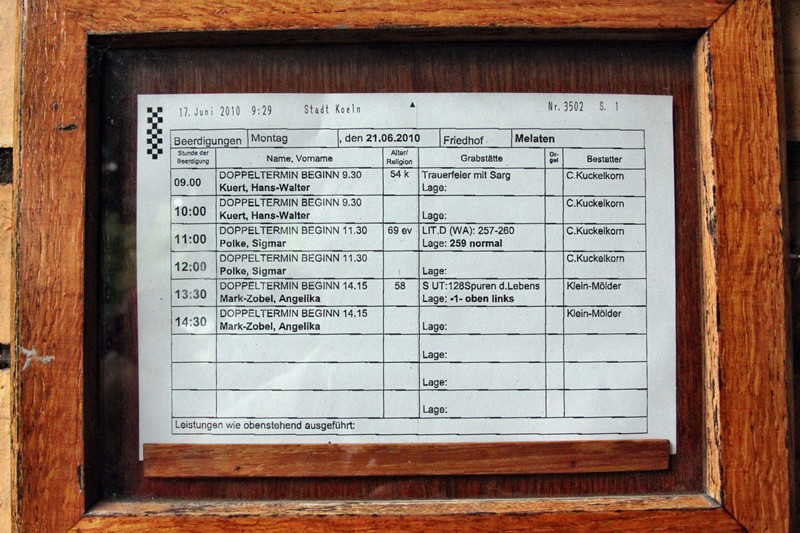 17. Juni 2010 9:29 Stadt Koeln ▲ Nr. 3502 S. 1
Beerdigungen Montag , den 21.06.2010 Friedhof Melaten
Stunde der Beerdigung Name, Vorname Alter/ Religion Grabstätte Or- gel Bestatter
09.00 DOPPELTERMIN BEGINN 9.30 54 k Trauerfeier mit Sarg C.Kuckelkorn
Kuert, Hans-Walter Lage:
10:00 DOPPELTERMIN BEGINN 9.30 C.Kuckelkorn
Kuert, Hans-Walter Lage:
11:00 DOPPELTERMIN BEGINN 11.30 69 ev LIT.D (WA): 257-260 C.Kuckelkorn
Polke, Sigmar Lage: 259 normal
12:00 DOPPELTERMIN BEGINN 11.30 C.Kuckelkorn
Polke, Sigmar Lage:
13:30 DOPPELTERMIN BEGINN 14.15 58 S UT:128Spuren d.Lebens Klein-Mölder
Mark-Zobel, Angelika Lage: -1- oben links
14:30 DOPPELTERMIN BEGINN 14.15 Klein-Mölder
Mark-Zobel, Angelika Lage:
Lage:
Lage:
Lage:
Leistungen wie obenstehend ausgeführt: